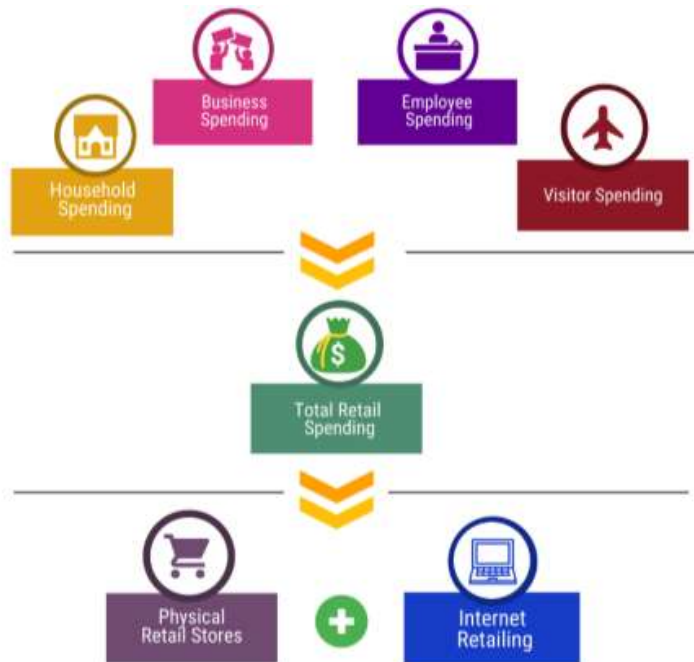 Business
Spending
Employee
Spending
Household
Spending
Visitor Spending
$
Total Retail
Spending
Physical
Retail Stores
Internet
Retailing